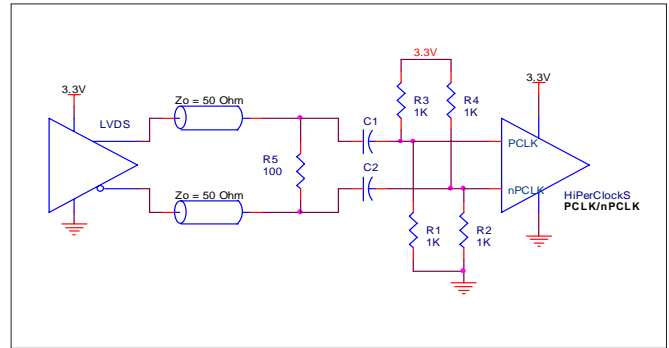 3.3V
LVDS
Zo = 50 Ohm
Zo = 50 Ohm
R5
100
C1
C2
3.3V
R3
1K
R4
1K
R1
1K
R2
1K
3.3V
PCLK
nPCLK
HiPerClockS
PCLK/nPCLK